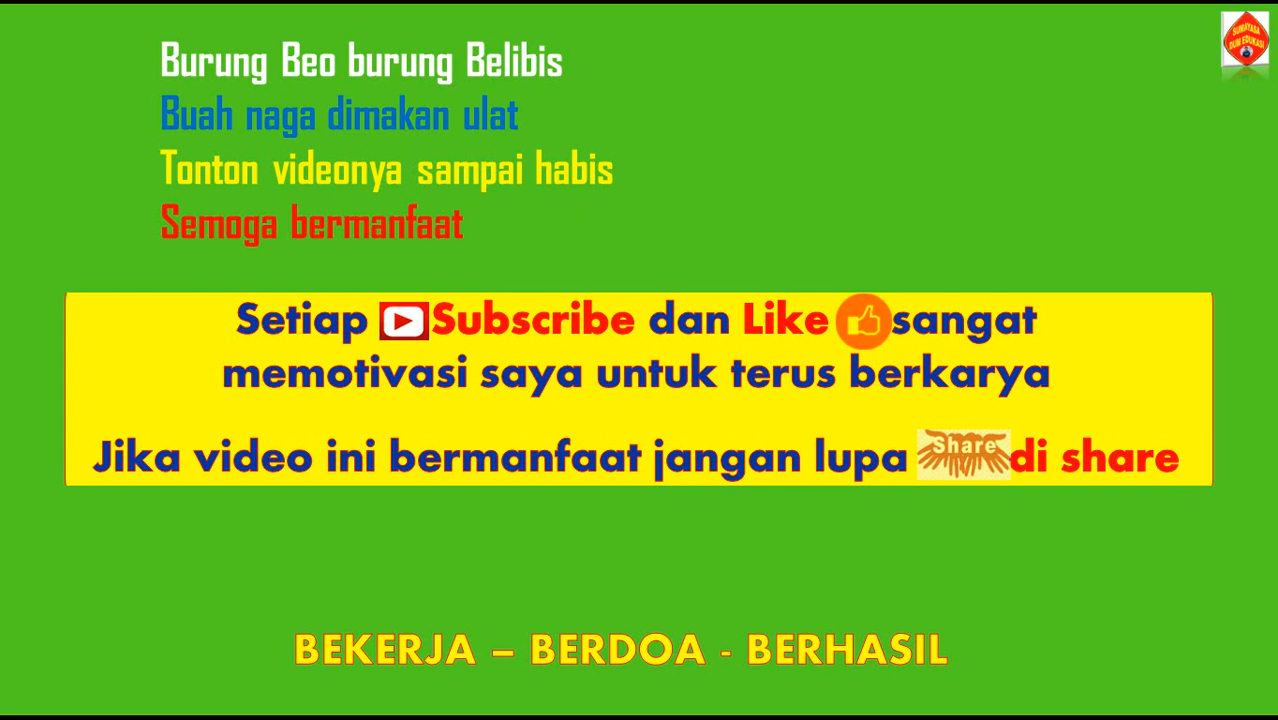 Burung Beo burung Belibis
Buah naga dimakan ulat
Tonton videonya sampai habis
Semoga bermanfaat
Setiap Subscribe dan Like sangat
memotivasi saya untuk terus berkarya
Jika video ini bermanfaat jangan lupa Share di share
BEKERJA – BERDOA - BERHASIL